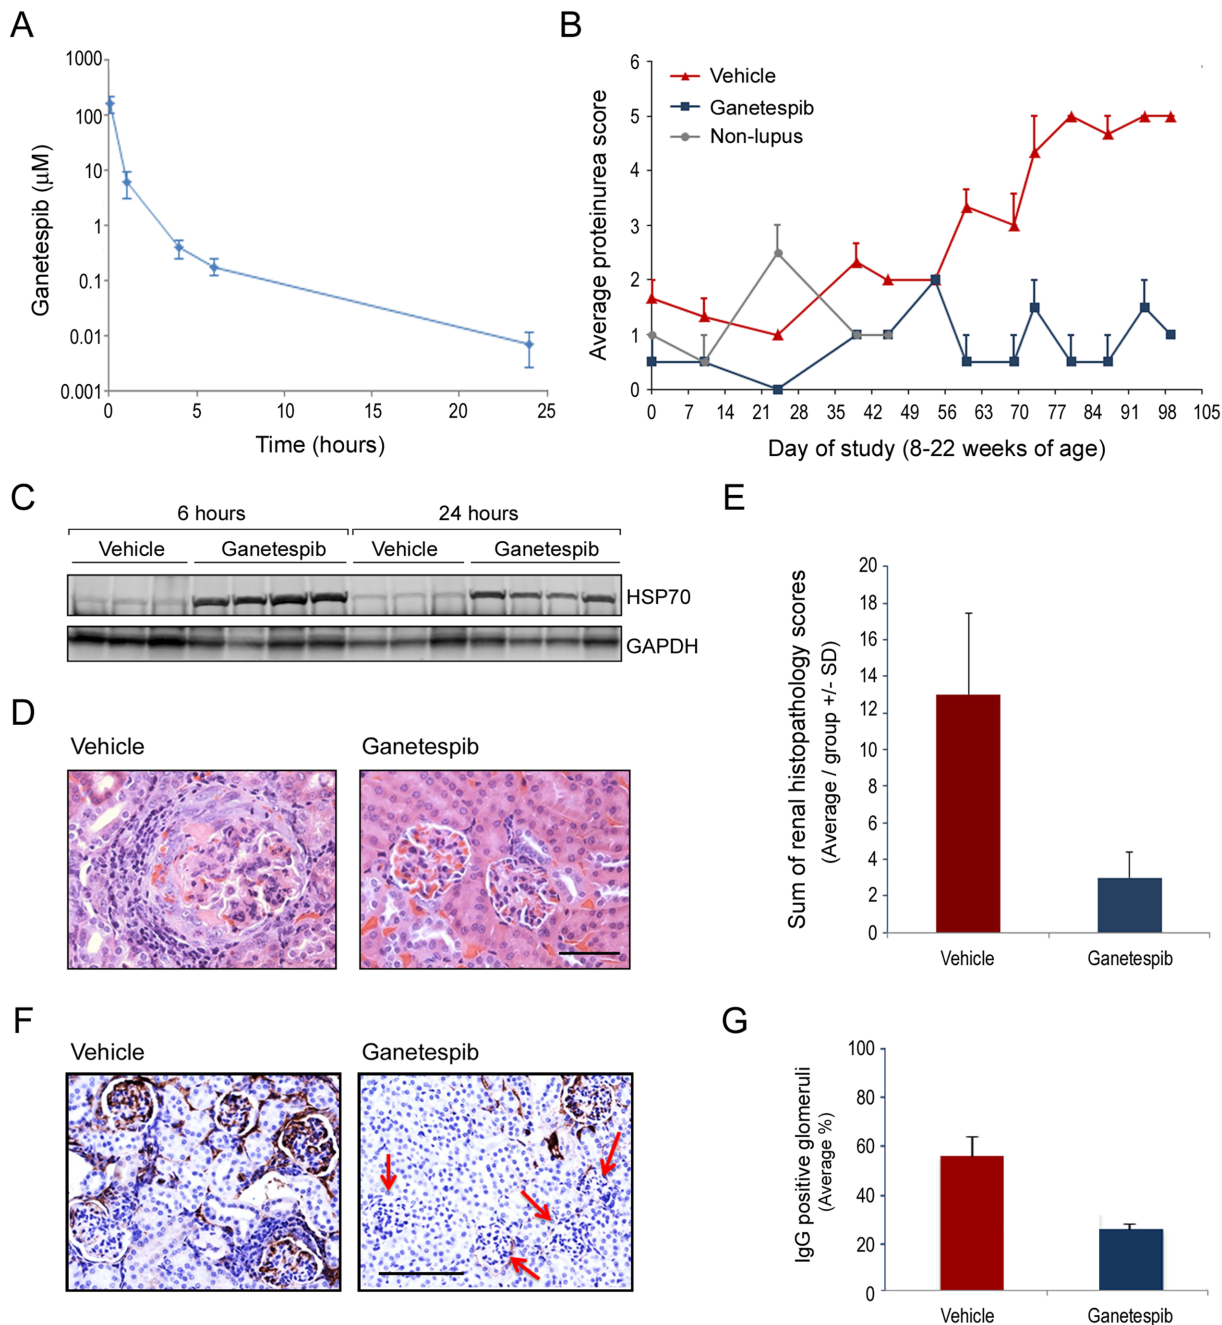 A
1000
100
10
1
0.1
0.01
0.001
0 5 10 15 20 25
Ganetespib (µM)
Time (hours)
B
6
5
4
3
2
1
0
Vehicle
Ganetespib
Non-lupus
0 7 14 21 28 35 42 49 56 63 70 77 84 91 98 105
Average proteinurea score
Day of study (8-22 weeks of age)
C
6 hours 24 hours
Vehicle Ganetespib Vehicle Ganetespib
HSP70
GAPDH
D
Vehicle Ganetespib
E
20
18
16
14
12
10
8
6
4
2
0
Sum of renal histopathology scores
(Average / group +/- SD)
Vehicle Ganetespib
F
Vehicle Ganetespib
G
100
80
60
40
20
0
IgG positive glomeruli
(Average %)
Vehicle Ganetespib